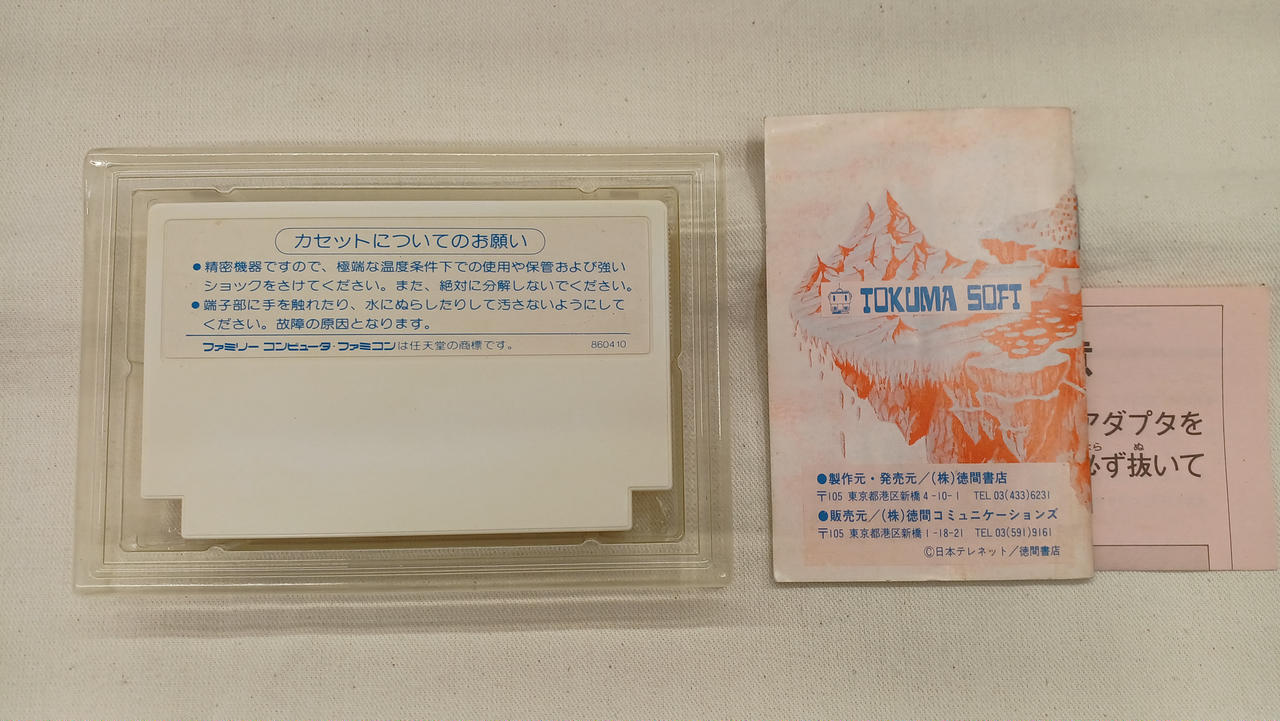 カセットについてのお願い
●精密機器ですので、極端な温度条件下での使用や保管および強い
ショックをさけてください。また、絶対に分解しないでください。
●端子部に手を触れたり、水にぬらしたりして汚さないようにして
ください。故障の原因となります。
ファミリー コンピュータ・ファミコンは任天堂の商標です。 860410
TOKUMA SOFT
●製作元・発売元／(株)徳間書店
〒105 東京都港区新橋4-10-1 TEL 03(433)6231
●販売元／(株)徳間コミュニケーションズ
〒105 東京都港区新橋1-18-21 TEL 03(591)9161
©日本テレネット／徳間書店
アダプタを
ら ぬ
必ず抜いて